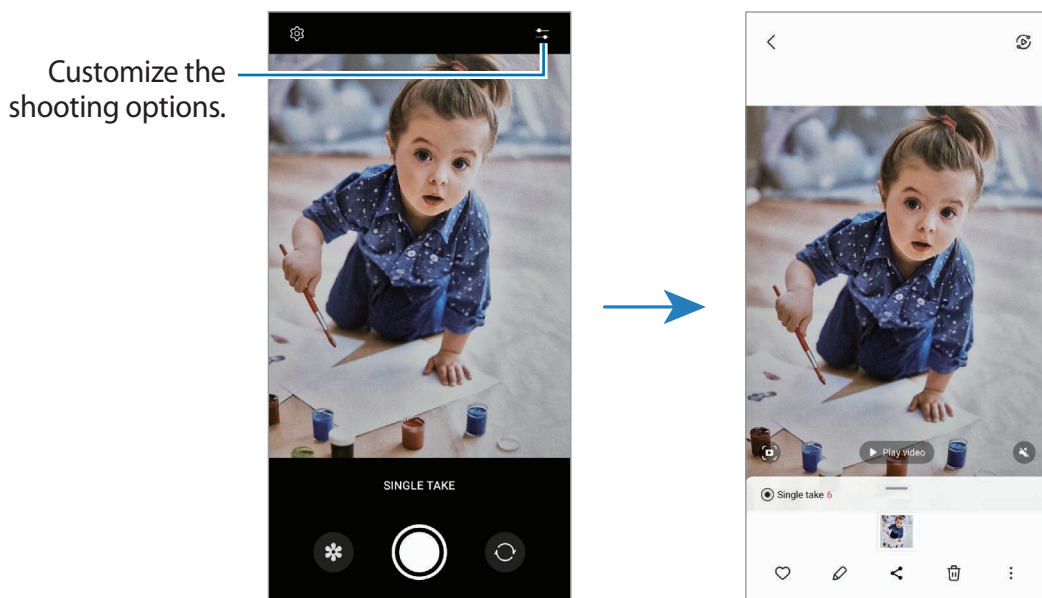 Customize the
shooting options.
SINGLE TAKE
Play video
Single take 6